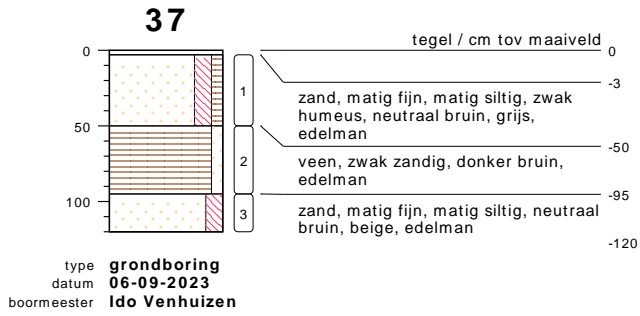 37
tegel / cm tov maaiveld
0
0
-3
1
zand, matig fijn, matig siltig, zwak
humeus, neutraal bruin, grijs,
edelman
50
-50
2
veen, zwak zandig, donker bruin,
edelman
-95
100
3
zand, matig fijn, matig siltig, neutraal
bruin, beige, edelman
-120
type grondboring
datum 06-09-2023
boormeester Ido Venhuizen